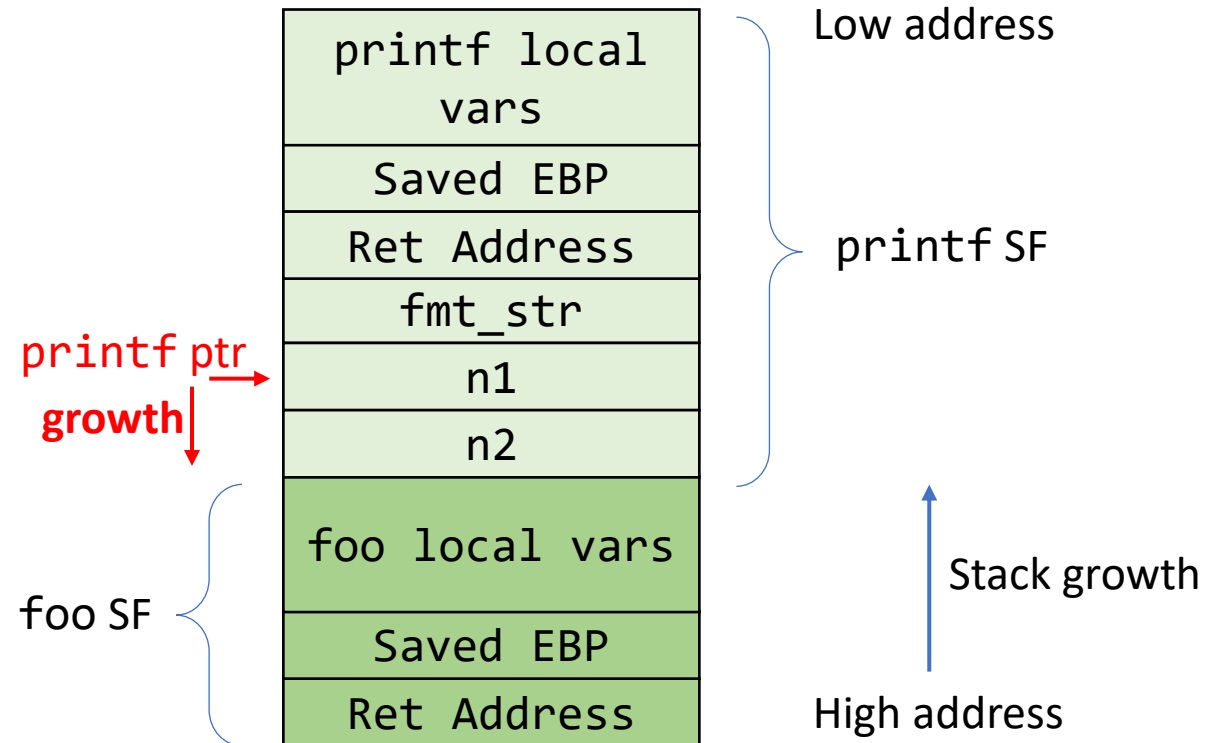 Low address
printf local
vars
Saved EBP
Ret Address
printf SF
fmt_str
printf ptr
n1
growth
n2
foo local vars
Stack growth
foo SF
Saved EBP
Ret Address
High address